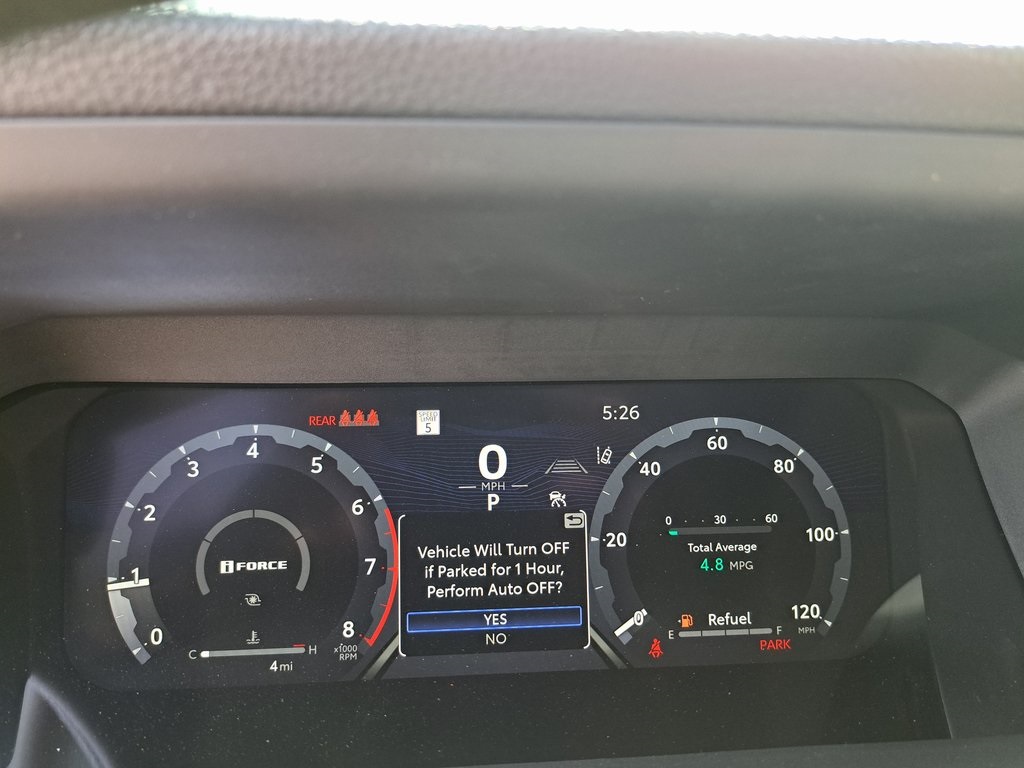 REAR
SPEED
LIMIT
5
5:26
0
MPH
P
0
1
2
3
4
5
6
7
8
x1000
RPM
i FORCE
C
H
4 mi
Vehicle Will Turn OFF
if Parked for 1 Hour,
Perform Auto OFF?
YES
NO
0
20
40
60
80
100
120
MPH
0 30 60
Total Average
4.8 MPG
Refuel
E
F
PARK